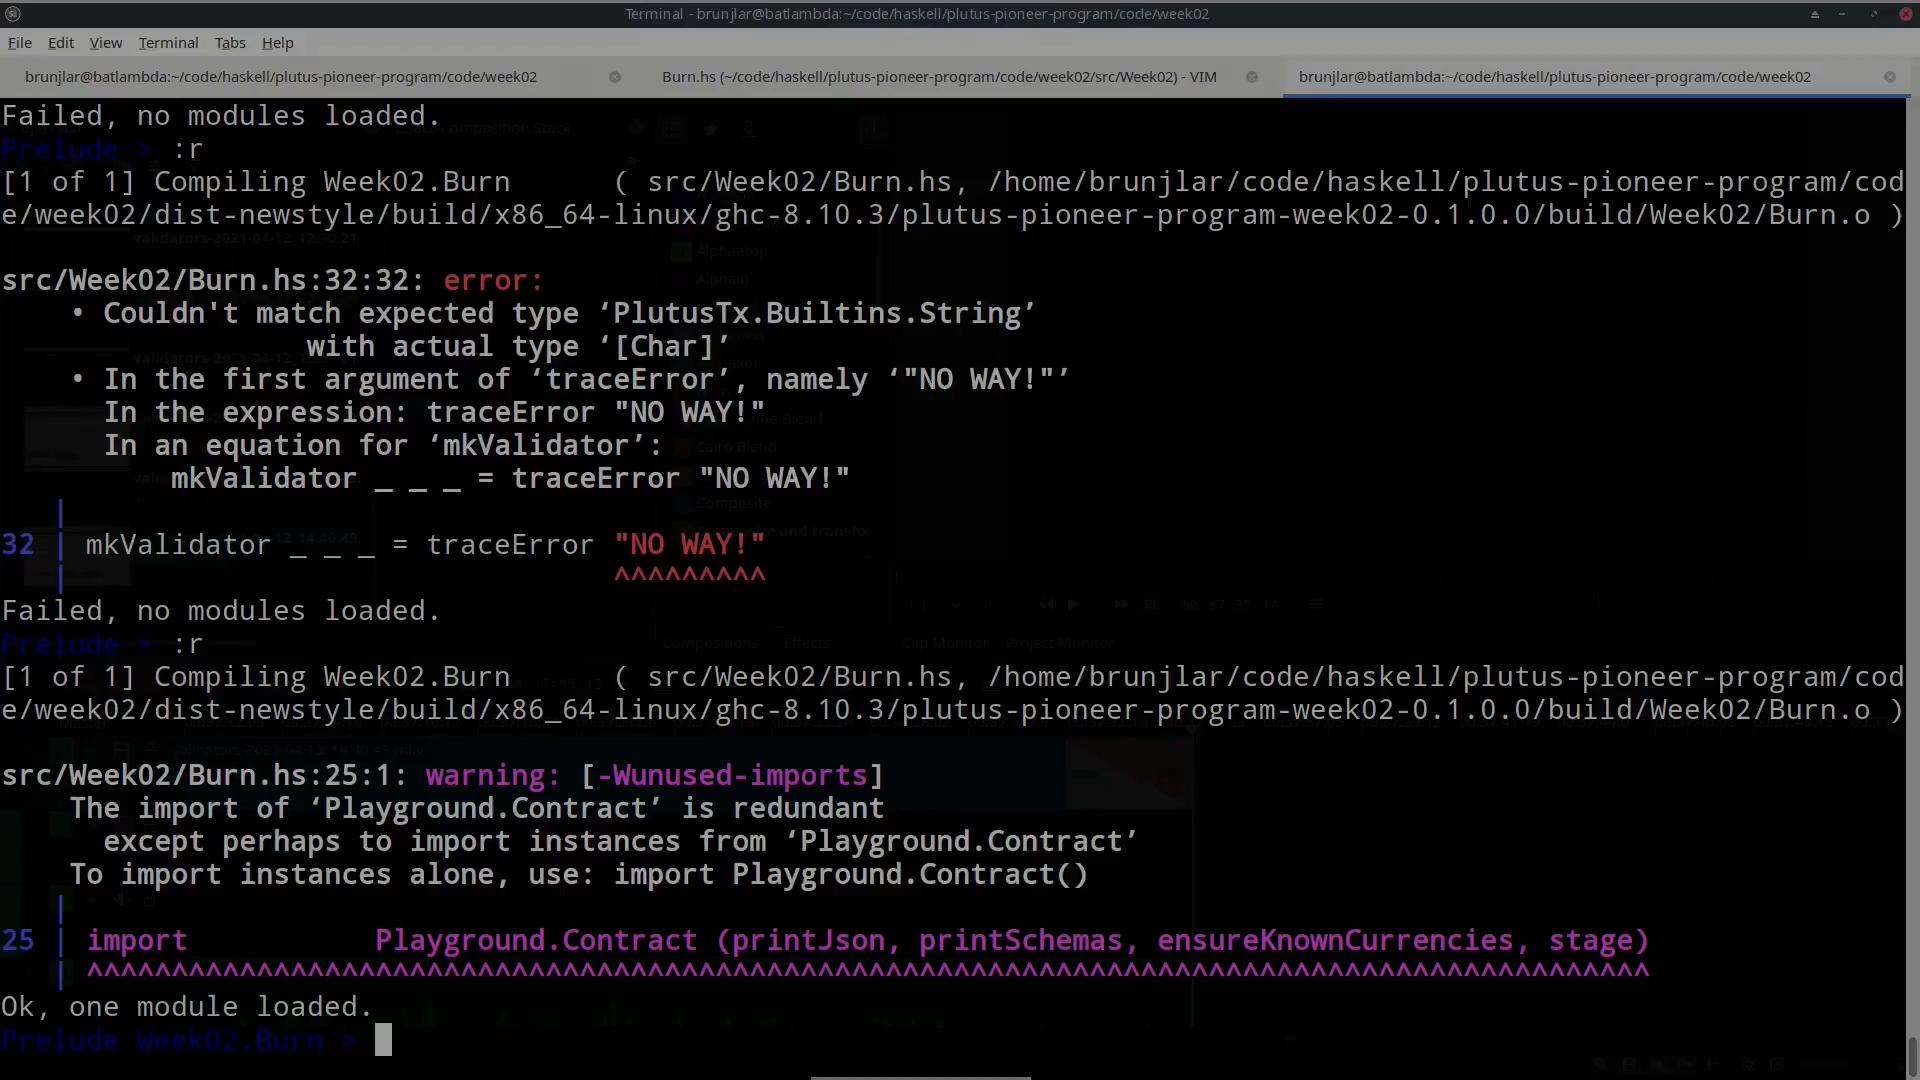 Terminal - brunjlar@batlambda:~/code/haskell/plutus-pioneer-program/code/week02
File Edit View Terminal Tabs Help
brunjlar@batlambda:~/code/haskell/plutus-pioneer-program/code/week02 Burn.hs (~/code/haskell/plutus-pioneer-program/code/week02/src/Week02) - VIM brunjlar@batlambda:~/code/haskell/plutus-pioneer-program/code/week02
Failed, no modules loaded.
Prelude > :r
[1 of 1] Compiling Week02.Burn ( src/Week02/Burn.hs, /home/brunjlar/code/haskell/plutus-pioneer-program/cod
e/week02/dist-newstyle/build/x86_64-linux/ghc-8.10.3/plutus-pioneer-program-week02-0.1.0.0/build/Week02/Burn.o )
src/Week02/Burn.hs:32:32: error:
• Couldn't match expected type ‘PlutusTx.Builtins.String’
with actual type ‘[Char]’
• In the first argument of ‘traceError’, namely ‘"NO WAY!"’
In the expression: traceError "NO WAY!"
In an equation for ‘mkValidator’:
mkValidator _ _ _ = traceError "NO WAY!"
|
32 | mkValidator _ _ _ = traceError "NO WAY!"
| ^^^^^^^^^
Failed, no modules loaded.
Prelude > :r
[1 of 1] Compiling Week02.Burn ( src/Week02/Burn.hs, /home/brunjlar/code/haskell/plutus-pioneer-program/cod
e/week02/dist-newstyle/build/x86_64-linux/ghc-8.10.3/plutus-pioneer-program-week02-0.1.0.0/build/Week02/Burn.o )
src/Week02/Burn.hs:25:1: warning: [-Wunused-imports]
The import of ‘Playground.Contract’ is redundant
except perhaps to import instances from ‘Playground.Contract’
To import instances alone, use: import Playground.Contract()
|
25 | import Playground.Contract (printJson, printSchemas, ensureKnownCurrencies, stage)
| ^^^^^^^^^^^^^^^^^^^^^^^^^^^^^^^^^^^^^^^^^^^^^^^^^^^^^^^^^^^^^^^^^^^^^^^^^^^^^^^^^^^^^^^^^^^^
Ok, one module loaded.
Prelude Week02.Burn >